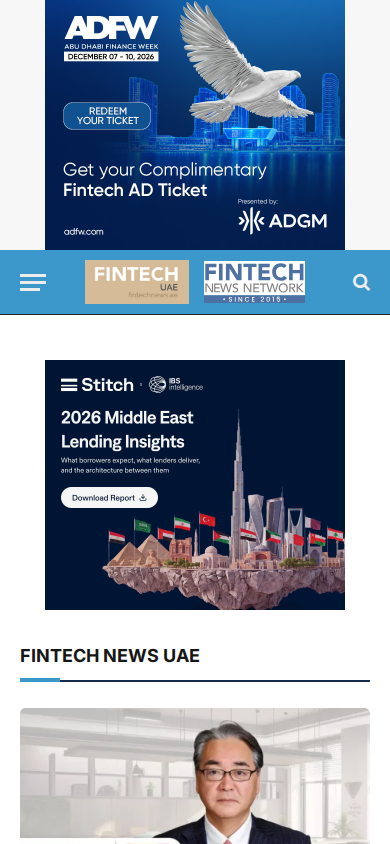 ADFW
ABU DHABI FINANCE WEEK
DECEMBER 07 - 10, 2026
REDEEM
YOUR TICKET
Get your Complimentary
Fintech AD Ticket
Presented by:
ADGM
adfw.com
FINTECH
UAE
fintechnews.ae
FINTECH
NEWS NETWORK
• SINCE 2015 •
Stitch
IBS
intelligence
2026 Middle East
Lending Insights
What borrowers expect, what lenders deliver,
and the architecture between them
Download Report
FINTECH NEWS UAE